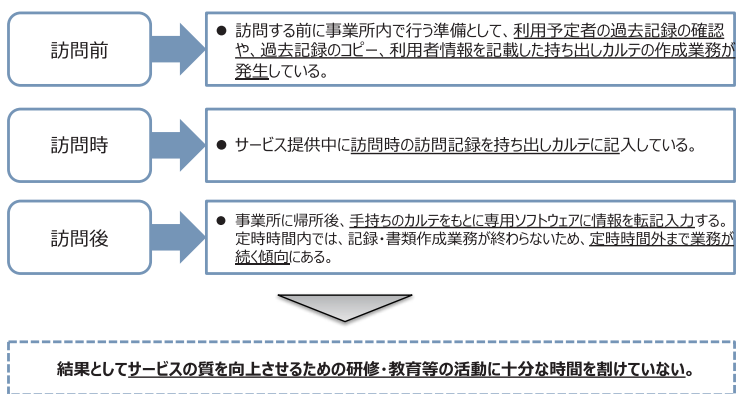 訪問前
● 訪問する前に事業所内で行う準備として、利用予定者の過去記録の確認
や、過去記録のコピー、利用者情報を記載した持ち出しカルテの作成業務が
発生している。
訪問時
● サービス提供中に訪問時の訪問記録を持ち出しカルテに記入している。
訪問後
● 事業所に帰所後、手持ちのカルテをもとに専用ソフトウェアに情報を転記入力する。
定時時間内では、記録・書類作成業務が終わらないため、定時時間外まで業務が
続く傾向にある。
結果としてサービスの質を向上させるための研修・教育等の活動に十分な時間を割けていない。